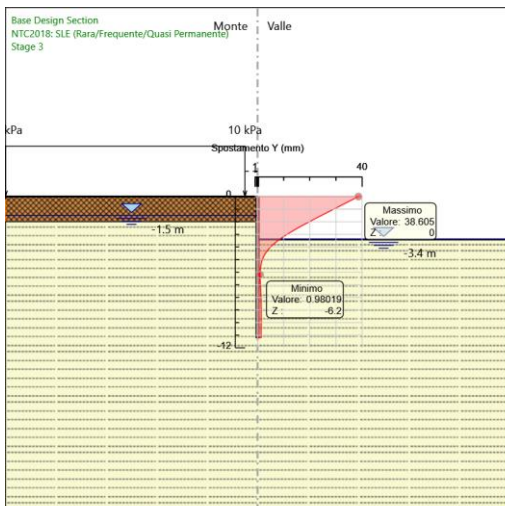 Base Design Section
NTC2018: SLE (Rara/Frequente/Quasi Permanente)
Stage 3
Monte Valle
kPa
10 kPa
Spostamento Y (mm)
1 40
0
Massimo
Valore: 38.605
Z : 0
-1.5 m
-3.4 m
Minimo
Valore: 0.98019
Z : -6.2
-12